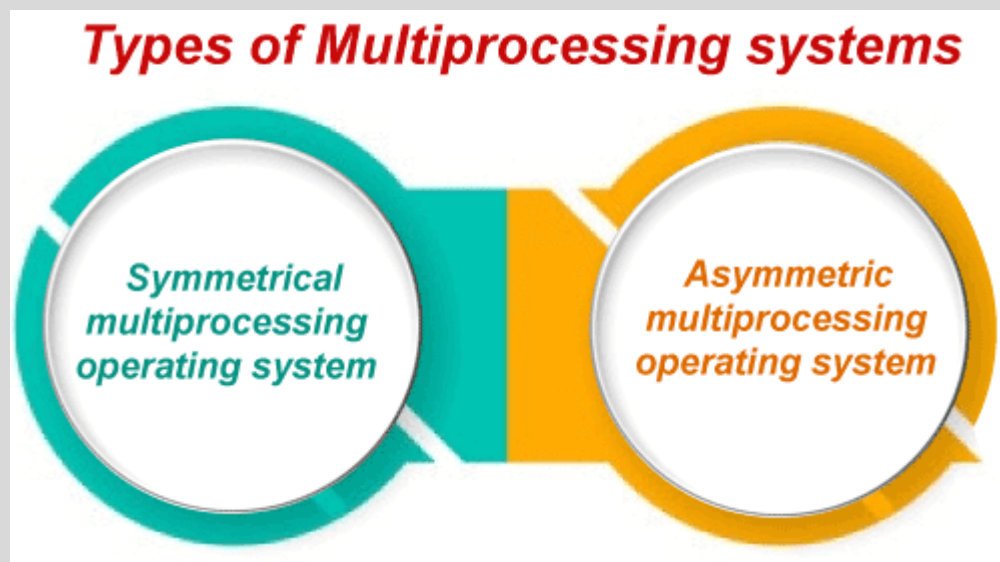 Types of Multiprocessing systems
Symmetrical
multiprocessing
operating system
Asymmetric
multiprocessing
operating system